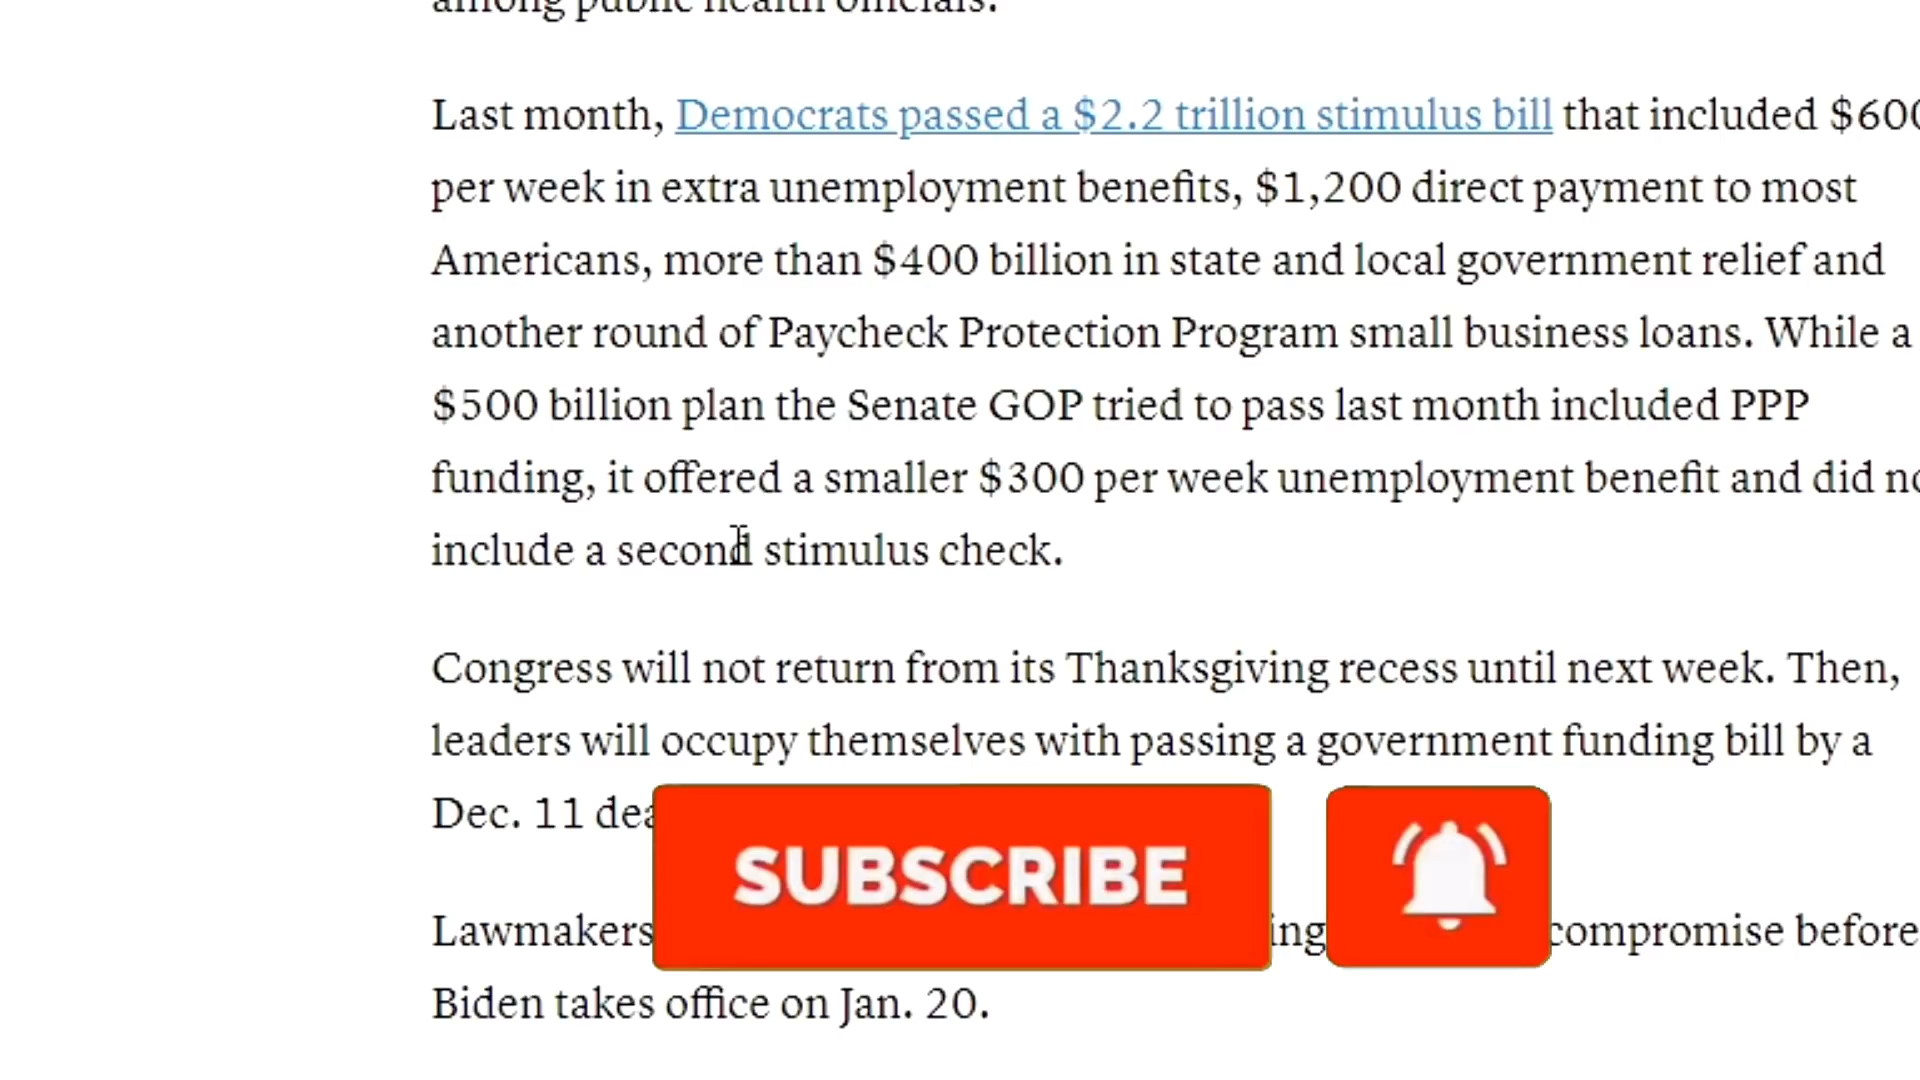 among public health officials.
Last month, Democrats passed a $2.2 trillion stimulus bill that included $600
per week in extra unemployment benefits, $1,200 direct payment to most
Americans, more than $400 billion in state and local government relief and
another round of Paycheck Protection Program small business loans. While a
$500 billion plan the Senate GOP tried to pass last month included PPP
funding, it offered a smaller $300 per week unemployment benefit and did
include a second stimulus check.
Congress will not return from its Thanksgiving recess until next week. Then,
leaders will occupy themselves with passing a government funding bill by a
Dec. 11
SUBSCRIBE
Lawmakers compromise before
Biden takes office on Jan. 20.